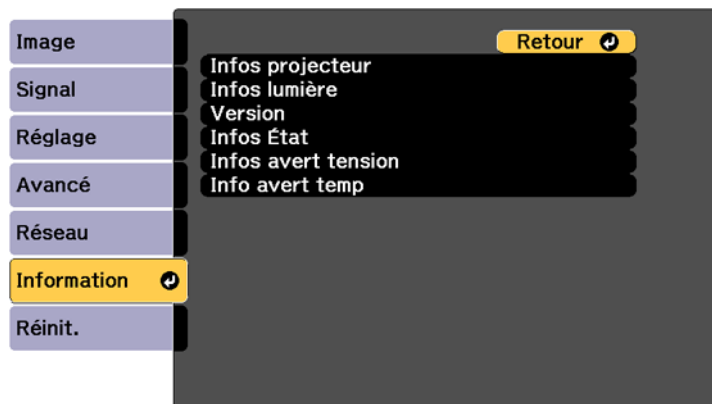 Image
Signal
Réglage
Avancé
Réseau
Information
Réinit.
Retour
Infos projecteur
Infos lumière
Version
Infos État
Infos avert tension
Info avert temp